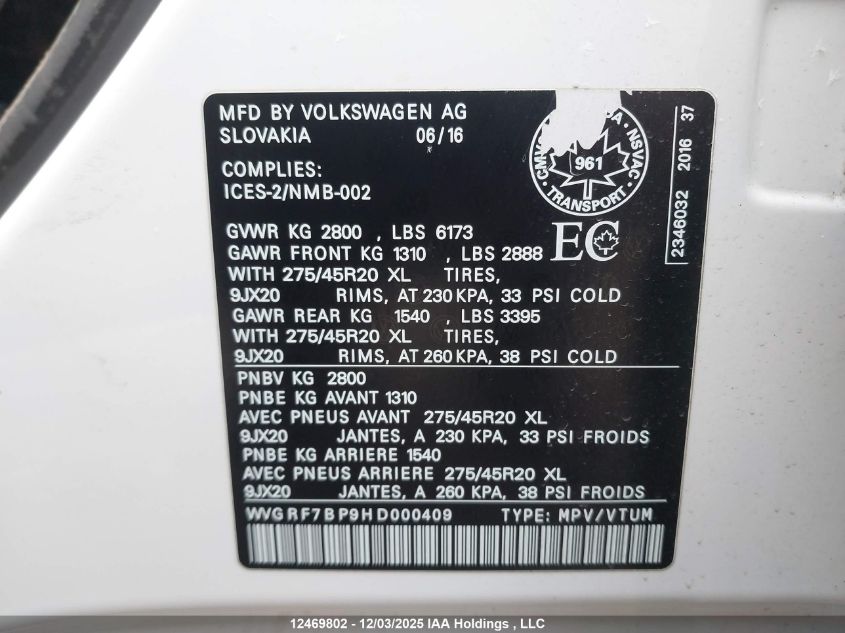 MFD BY VOLKSWAGEN AG
SLOVAKIA 06/16
COMPLIES:
ICES-2/NMB-002
961
NSVAC
TRANSPORT
2346032 2016 37
GVWR KG 2800 , LBS 6173
GAWR FRONT KG 1310 , LBS 2888
EC
WITH 275/45R20 XL TIRES,
9JX20 RIMS, AT 230 KPA, 33 PSI COLD
GAWR REAR KG 1540 , LBS 3395
WITH 275/45R20 XL TIRES,
9JX20 RIMS, AT 260 KPA, 38 PSI COLD
PNBV KG 2800
PNBE KG AVANT 1310
AVEC PNEUS AVANT 275/45R20 XL
9JX20 JANTES, A 230 KPA, 33 PSI FROIDS
PNBE KG ARRIERE 1540
AVEC PNEUS ARRIERE 275/45R20 XL
9JX20 JANTES, A 260 KPA, 38 PSI FROIDS
WVGRF7BP9HD000409 TYPE: MPV/VTUM
12469802 - 12/03/2025 IAA Holdings , LLC